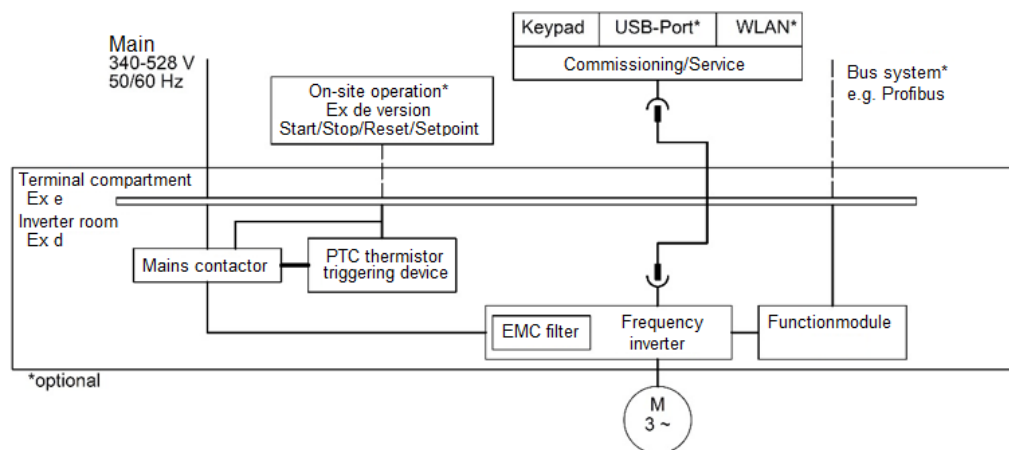 Main
340-528 V
50/60 Hz
On-site operation*
Ex de version
Start/Stop/Reset/Setpoint
Keypad
USB-Port*
WLAN*
Commissioning/Service
Bus system*
e.g. Profibus
Terminal compartment
Ex e
Inverter room
Ex d
Mains contactor
PTC thermistor
triggering device
EMC filter
Frequency
inverter
Functionmodule
*optional
M
3 ~